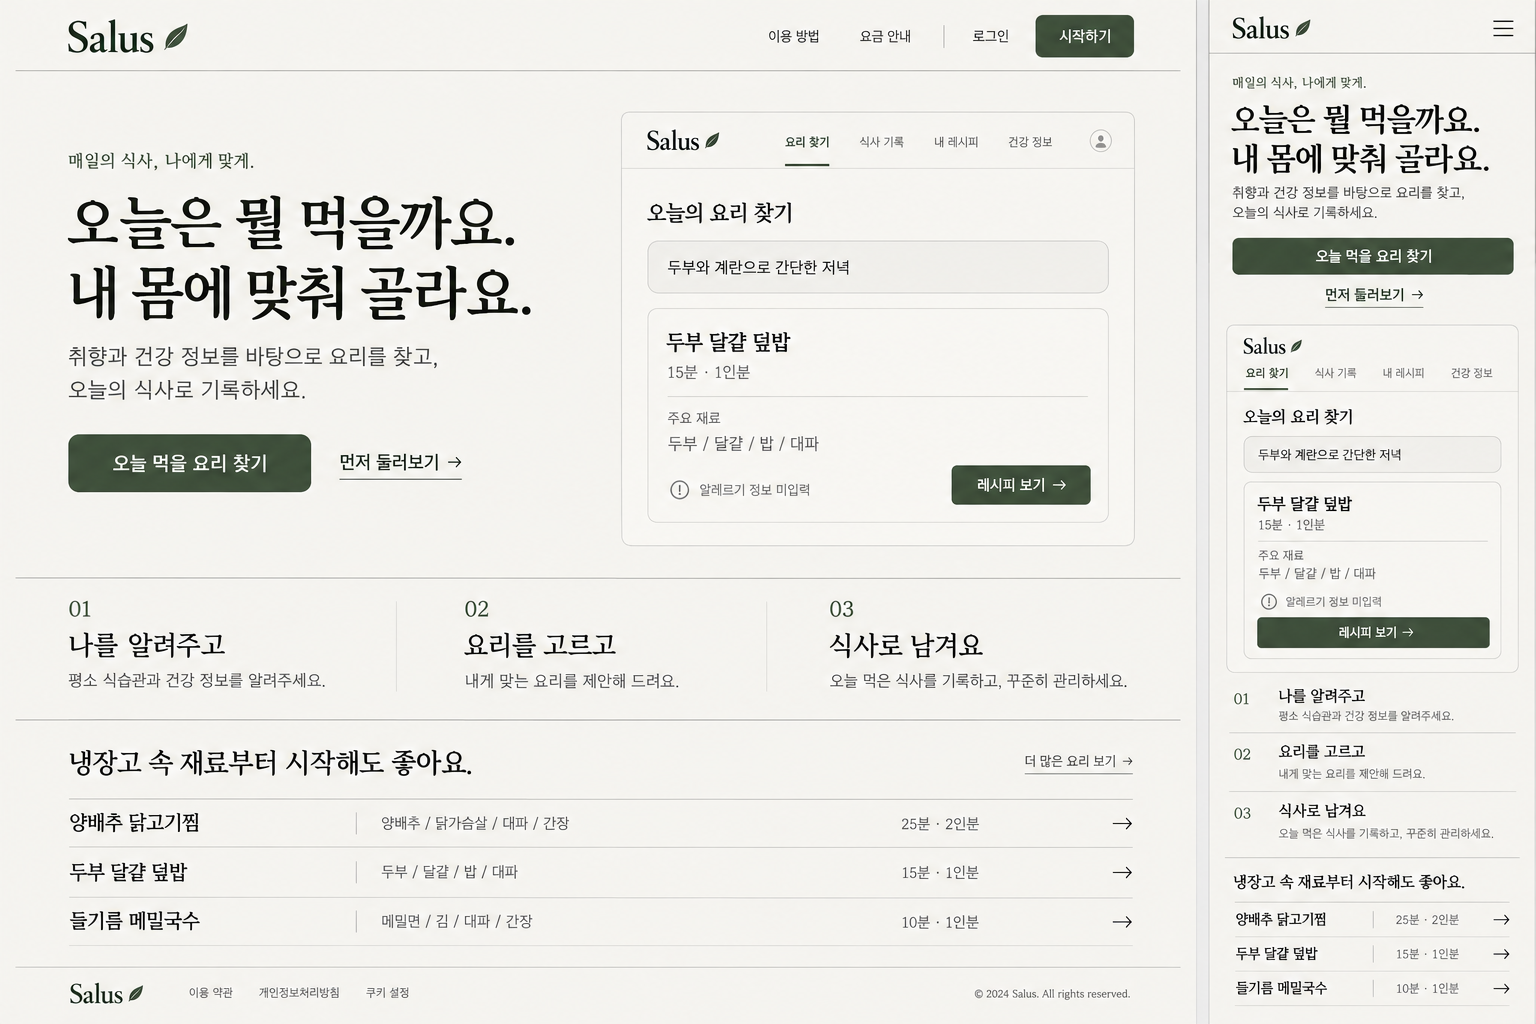 Salus
이용 방법
요금 안내
로그인
시작하기
매일의 식사, 나에게 맞게.
오늘은 뭘 먹을까요.
내 몸에 맞춰 골라요.
취향과 건강 정보를 바탕으로 요리를 찾고,
오늘의 식사로 기록하세요.
오늘 먹을 요리 찾기
먼저 둘러보기 →
Salus
요리 찾기
식사 기록
내 레시피
건강 정보
오늘의 요리 찾기
두부와 계란으로 간단한 저녁
두부 달걀 덮밥
15분 · 1인분
주요 재료
두부 / 달걀 / 밥 / 대파
알레르기 정보 미입력
레시피 보기 →
01
나를 알려주고
평소 식습관과 건강 정보를 알려주세요.
02
요리를 고르고
내게 맞는 요리를 제안해 드려요.
03
식사로 남겨요
오늘 먹은 식사를 기록하고, 꾸준히 관리하세요.
냉장고 속 재료부터 시작해도 좋아요.
더 많은 요리 보기 →
양배추 닭고기찜
양배추 / 닭가슴살 / 대파 / 간장
25분 · 2인분
두부 달걀 덮밥
두부 / 달걀 / 밥 / 대파
15분 · 1인분
들기름 메밀국수
메밀면 / 김 / 대파 / 간장
10분 · 1인분
Salus
이용 약관
개인정보처리방침
쿠키 설정
© 2024 Salus. All rights reserved.
Salus
매일의 식사, 나에게 맞게.
오늘은 뭘 먹을까요.
내 몸에 맞춰 골라요.
취향과 건강 정보를 바탕으로 요리를 찾고,
오늘의 식사로 기록하세요.
오늘 먹을 요리 찾기
먼저 둘러보기 →
Salus
요리 찾기
식사 기록
내 레시피
건강 정보
오늘의 요리 찾기
두부와 계란으로 간단한 저녁
두부 달걀 덮밥
15분 · 1인분
주요 재료
두부 / 달걀 / 밥 / 대파
알레르기 정보 미입력
레시피 보기 →
01
나를 알려주고
평소 식습관과 건강 정보를 알려주세요.
02
요리를 고르고
내게 맞는 요리를 제안해 드려요.
03
식사로 남겨요
오늘 먹은 식사를 기록하고, 꾸준히 관리하세요.
냉장고 속 재료부터 시작해도 좋아요.
양배추 닭고기찜
25분 · 2인분
두부 달걀 덮밥
15분 · 1인분
들기름 메밀국수
10분 · 1인분